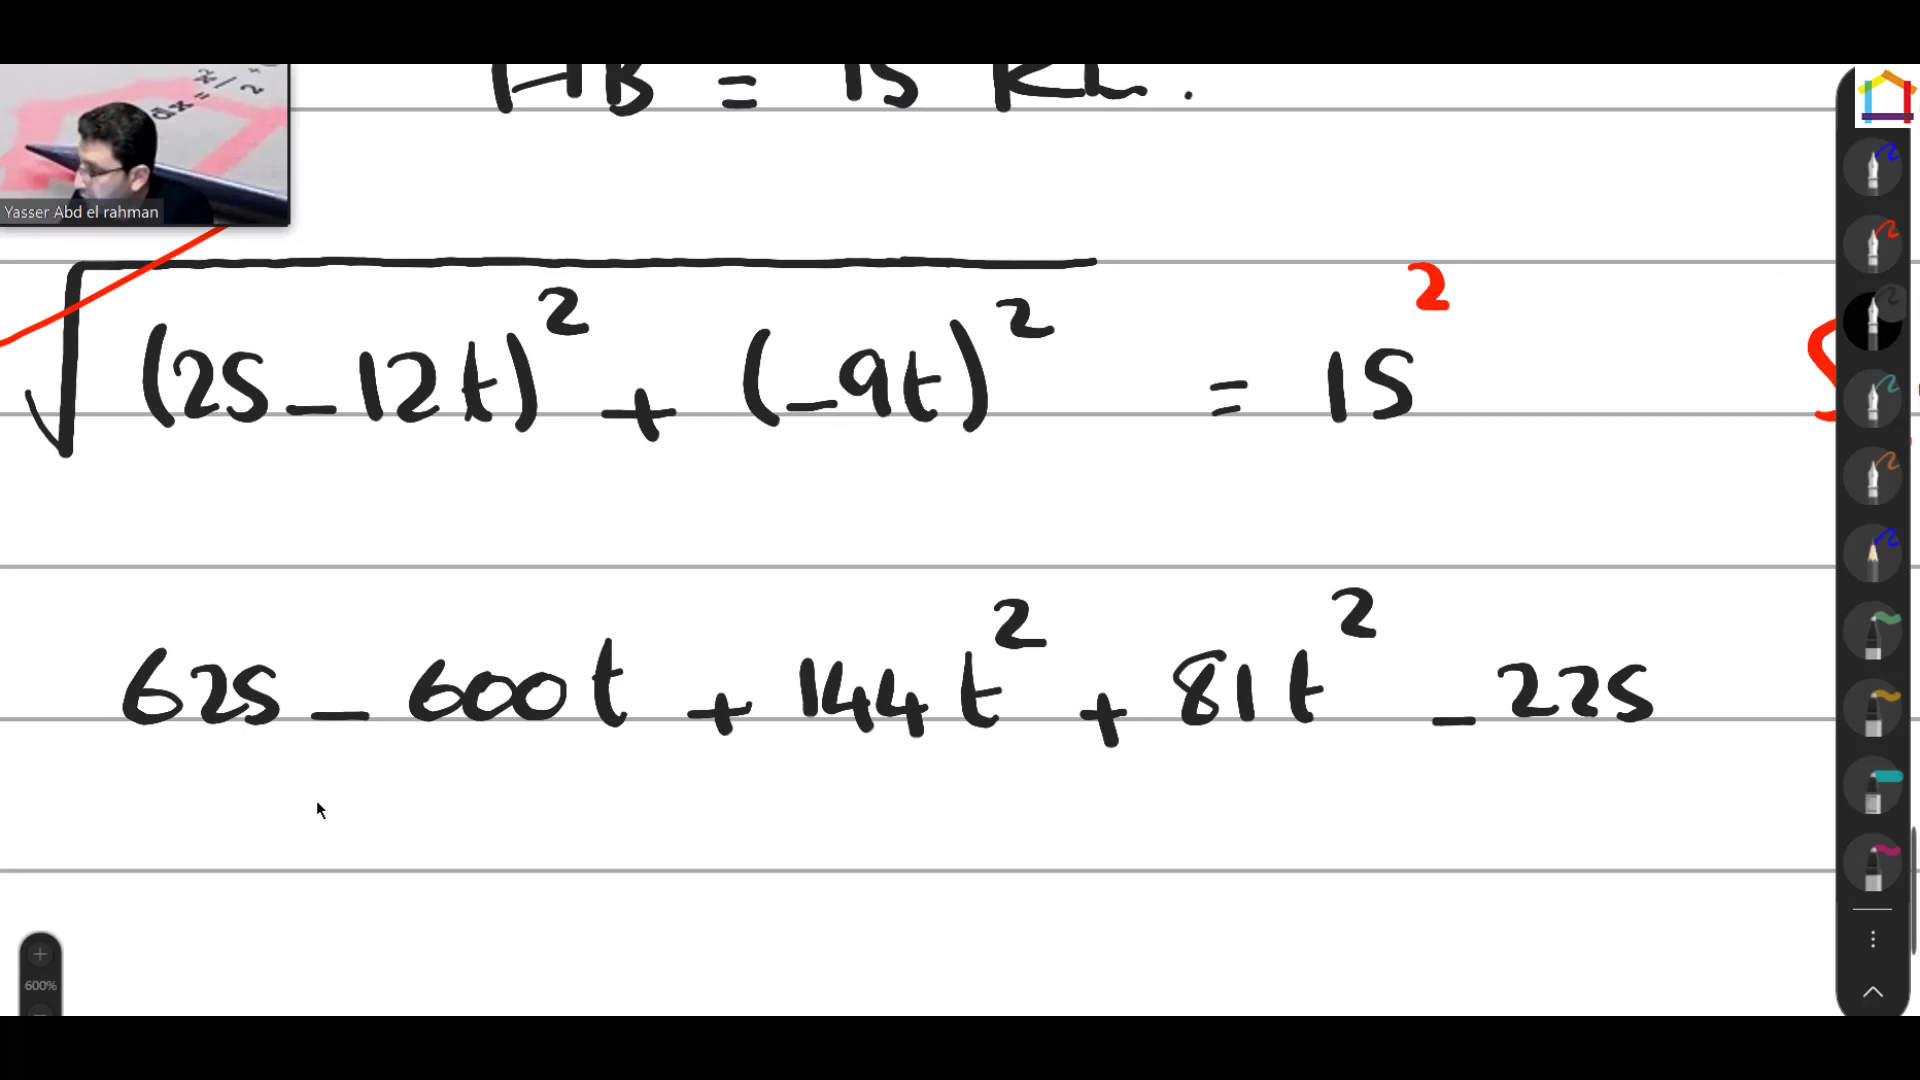 AB = 15 km.
Yasser Abd el rahman
√((25 - 12t)² + (-9t)²) = 15²
625 - 600t + 144t² + 81t² - 225
600%